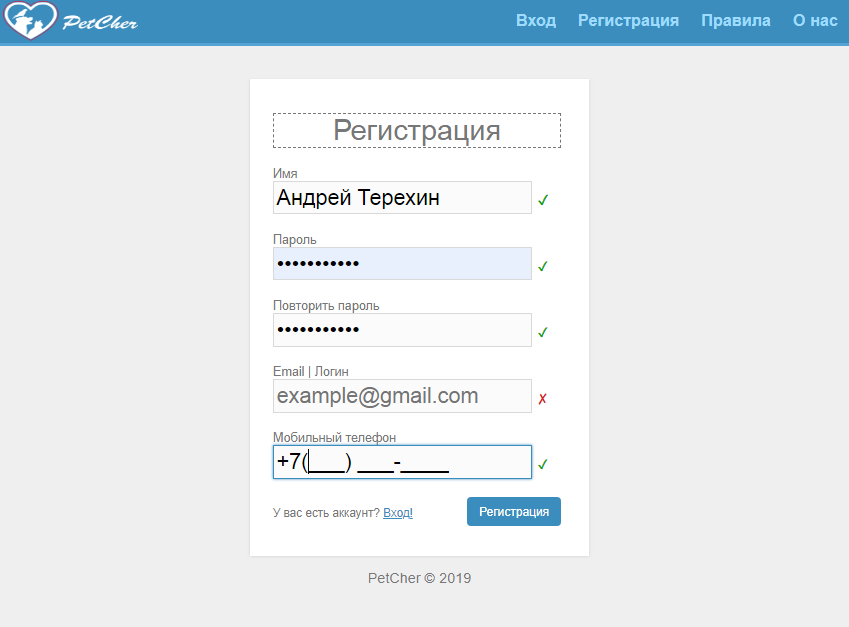 PetCher
Вход Регистрация Правила О нас
Регистрация
Имя
Андрей Терехин ✓
Пароль
••••••••••• ✓
Повторить пароль
••••••••••• ✓
Email | Логин
example@gmail.com ✗
Мобильный телефон
+7(___) ___-____ ✓
У вас есть аккаунт? Вход! Регистрация
PetCher © 2019